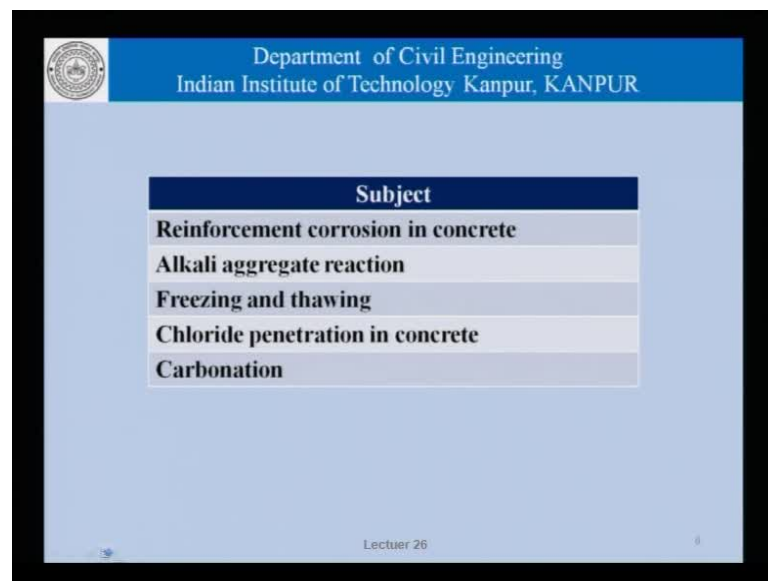 Department of Civil Engineering
Indian Institute of Technology Kanpur, KANPUR
Subject
Reinforcement corrosion in concrete
Alkali aggregate reaction
Freezing and thawing
Chloride penetration in concrete
Carbonation
Lectuer 26